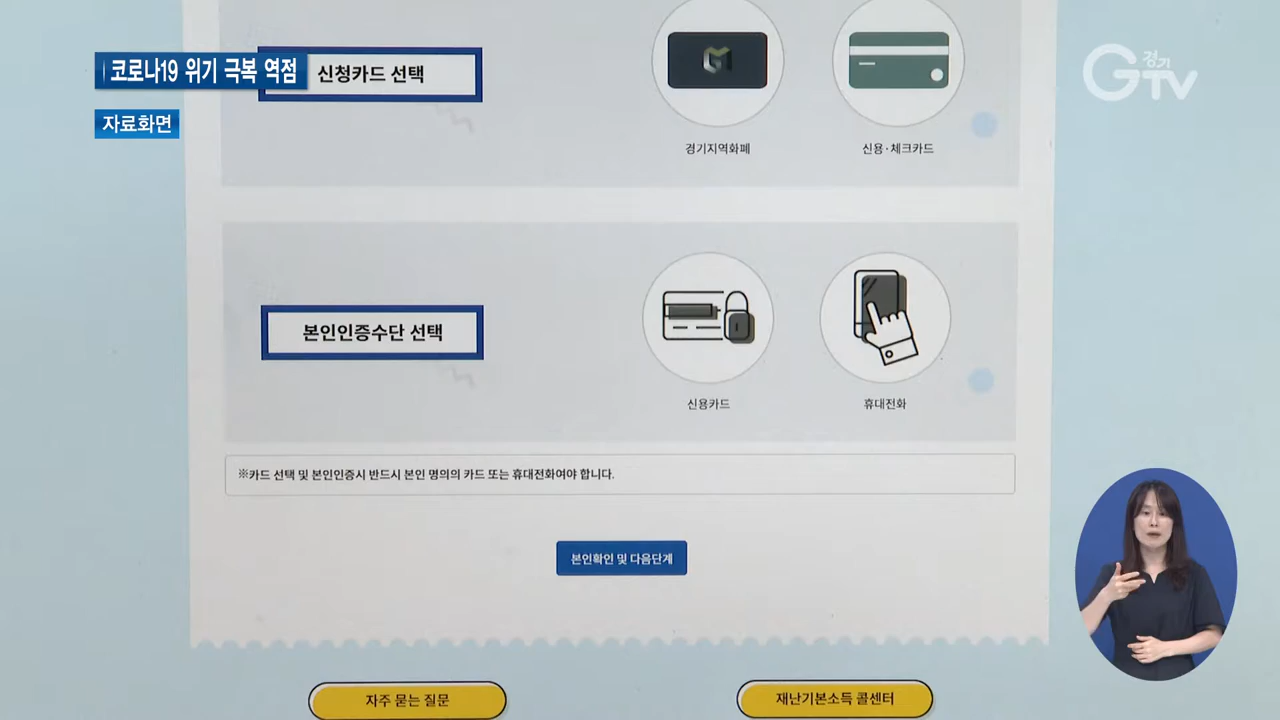 코로나19 위기 극복 역점
자료화면
경기
GTV
신청카드 선택
경기지역화폐
신용·체크카드
본인인증수단 선택
신용카드
휴대전화
※카드 선택 및 본인인증시 반드시 본인 명의의 카드 또는 휴대전화여야 합니다.
본인확인 및 다음단계
자주 묻는 질문
재난기본소득 콜센터